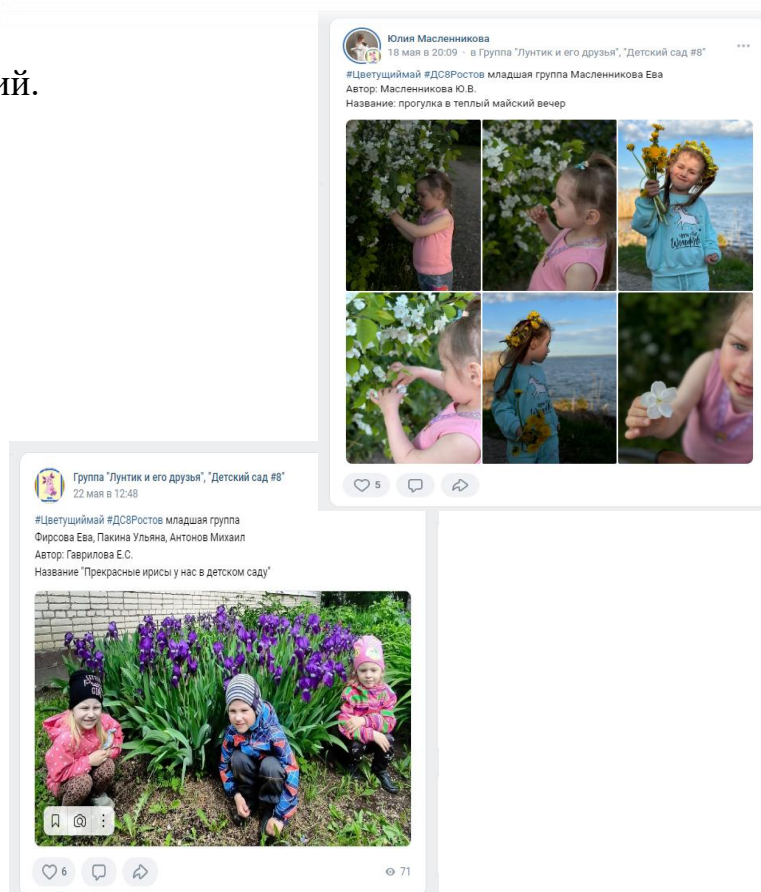 ий.
Юлия Масленникова
18 мая в 20:09 · в Группа "Лунтик и его друзья", "Детский сад #8"
#Цветущиймай #ДС8Ростов младшая группа Масленникова Ева
Автор: Масленникова Ю.В.
Название: прогулка в теплый майский вечер
5
Группа "Лунтик и его друзья", "Детский сад #8"
22 мая в 12:48
#Цветущиймай #ДС8Ростов младшая группа
Фирсова Ева, Пакина Ульяна, Антонов Михаил
Автор: Гаврилова Е.С.
Название "Прекрасные ирисы у нас в детском саду"
6
71